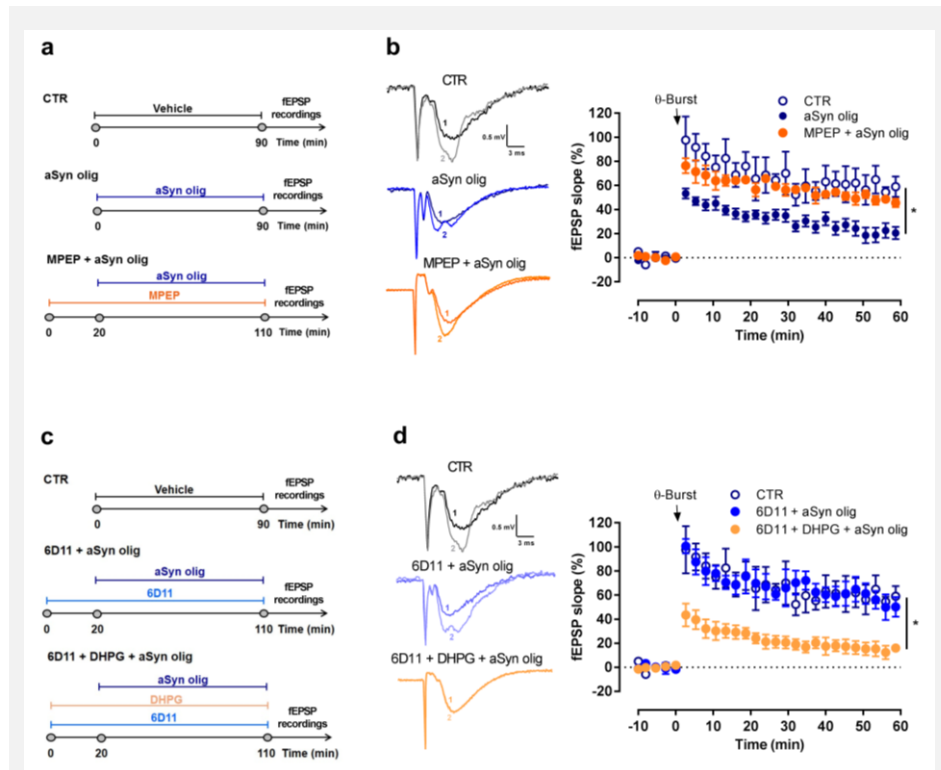 a
CTR
Vehicle
fEPSP
recordings
0
90
Time (min)
aSyn olig
aSyn olig
fEPSP
recordings
0
90
Time (min)
MPEP + aSyn olig
aSyn olig
MPEP
fEPSP
recordings
0
20
110
Time (min)
b
CTR
1
2
0.5 mV
3 ms
aSyn olig
1
2
MPEP + aSyn olig
1
2
θ-Burst
CTR
aSyn olig
MPEP + aSyn olig
fEPSP slope (%)
120
100
80
60
40
20
0
-20
*
-10 0 10 20 30 40 50 60
Time (min)
c
CTR
Vehicle
fEPSP
recordings
0
90
Time (min)
6D11 + aSyn olig
aSyn olig
6D11
fEPSP
recordings
0
20
110
Time (min)
6D11 + DHPG + aSyn olig
aSyn olig
DHPG
6D11
fEPSP
recordings
0
20
110
Time (min)
d
CTR
1
2
0.5 mV
3 ms
6D11 + aSyn olig
1
2
6D11 + DHPG + aSyn olig
1
2
θ-Burst
CTR
6D11 + aSyn olig
6D11 + DHPG + aSyn olig
fEPSP slope (%)
120
100
80
60
40
20
0
-20
*
-10 0 10 20 30 40 50 60
Time (min)